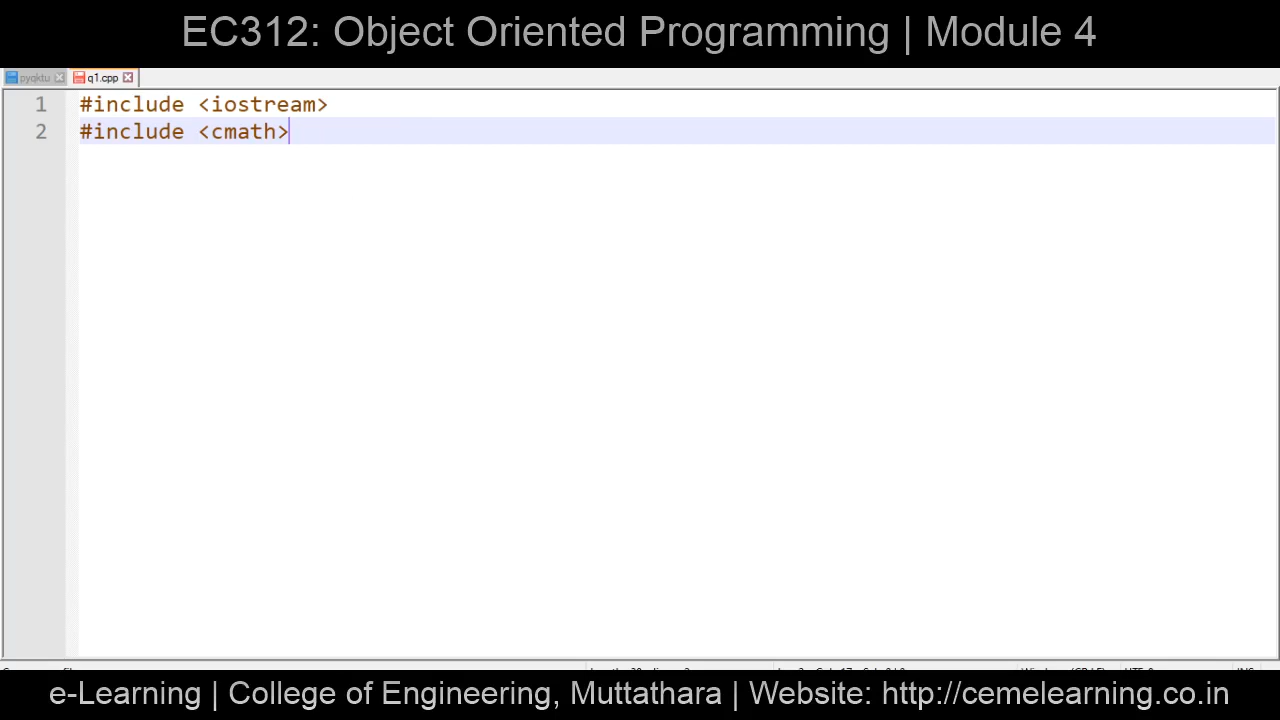 EC312: Object Oriented Programming | Module 4
pyqktu q1.cpp
1 #include <iostream>
2 #include <cmath>
e-Learning | College of Engineering, Muttathara | Website: http://cemelearning.co.in